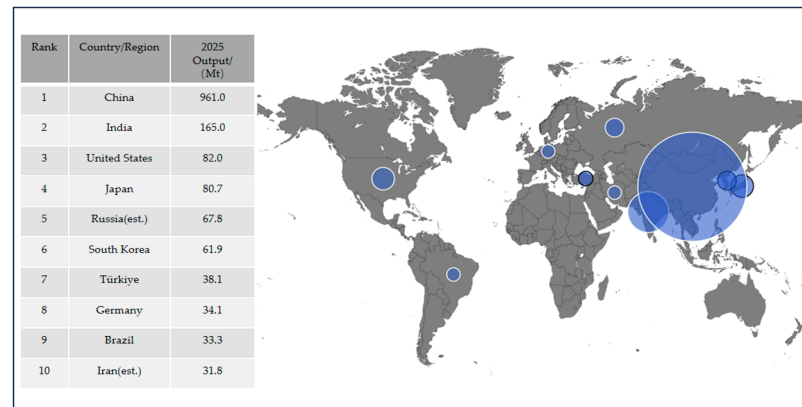 Rank Country/Region 2025
Output/
(Mt)
1 China 961.0
2 India 165.0
3 United States 82.0
4 Japan 80.7
5 Russia(est.) 67.8
6 South Korea 61.9
7 Türkiye 38.1
8 Germany 34.1
9 Brazil 33.3
10 Iran(est.) 31.8